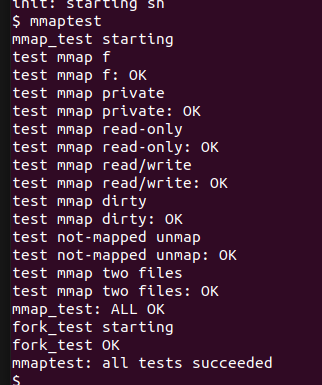 init: starting sh
$ mmaptest
mmap_test starting
test mmap f
test mmap f: OK
test mmap private
test mmap private: OK
test mmap read-only
test mmap read-only: OK
test mmap read/write
test mmap read/write: OK
test mmap dirty
test mmap dirty: OK
test not-mapped unmap
test not-mapped unmap: OK
test mmap two files
test mmap two files: OK
mmap_test: ALL OK
fork_test starting
fork_test OK
mmaptest: all tests succeeded
$